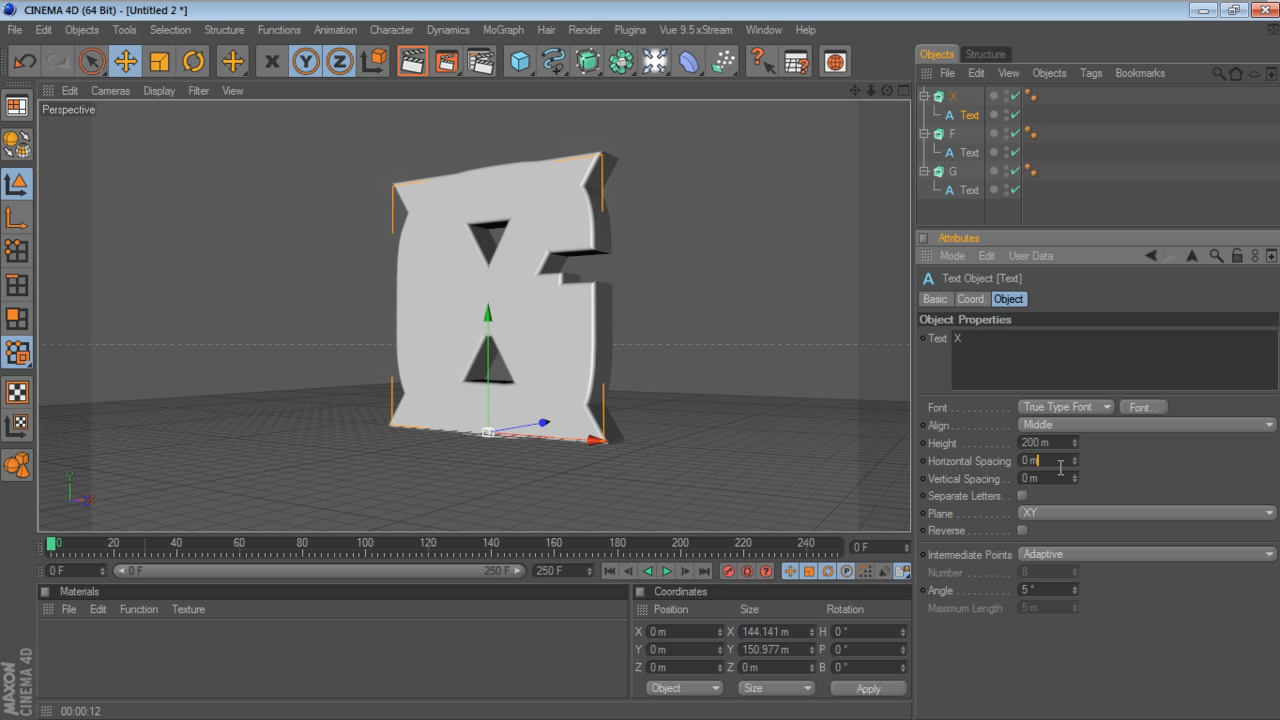 CINEMA 4D (64 Bit) - [Untitled 2 *]
File Edit Objects Tools Selection Structure Functions Animation Character Dynamics MoGraph Hair Render Plugins Vue 9.5 xStream Window Help
Objects Structure
File Edit View Objects Tags Bookmarks
Edit Cameras Display Filter View
Perspective
X
A Text
F
A Text
G
A Text
Attributes
Mode Edit User Data
A Text Object [Text]
Basic Coord. Object
Object Properties
Text X
Font True Type Font Font...
Align Middle
Height 200 m
Horizontal Spacing 0 m
Vertical Spacing 0 m
Separate Letters
Plane XY
Reverse
Intermediate Points Adaptive
Number 8
Angle 5 °
Maximum Length 5 m
X Y Z
Y
0 20 40 60 80 100 120 140 160 180 200 220 240 0 F
0 F 0 F 250 F 250 F
Materials
File Edit Function Texture
Coordinates
Position Size Rotation
X 0 m X 144.141 m H 0 °
Y 0 m Y 150.977 m P 0 °
Z 0 m Z 0 m B 0 °
Object Size Apply
MAXON
CINEMA 4D
00:00:12